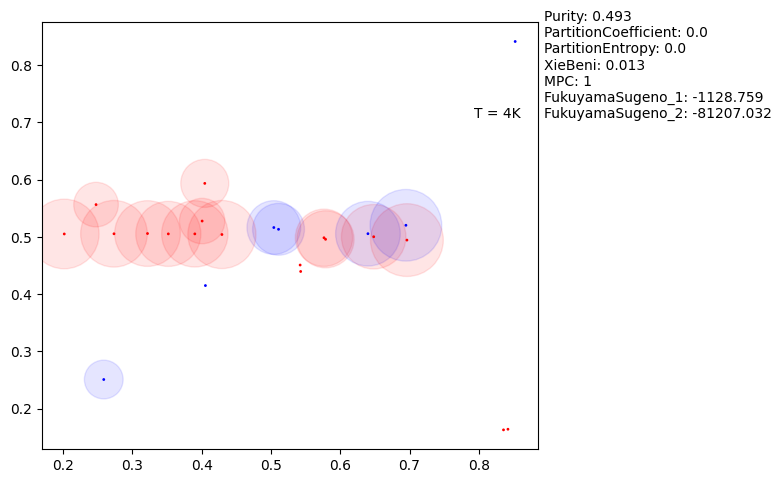 Purity: 0.493
PartitionCoefficient: 0.0
PartitionEntropy: 0.0
XieBeni: 0.013
MPC: 1
FukuyamaSugeno_1: -1128.759
FukuyamaSugeno_2: -81207.032
T = 4K
0.8
0.7
0.6
0.5
0.4
0.3
0.2
0.2 0.3 0.4 0.5 0.6 0.7 0.8